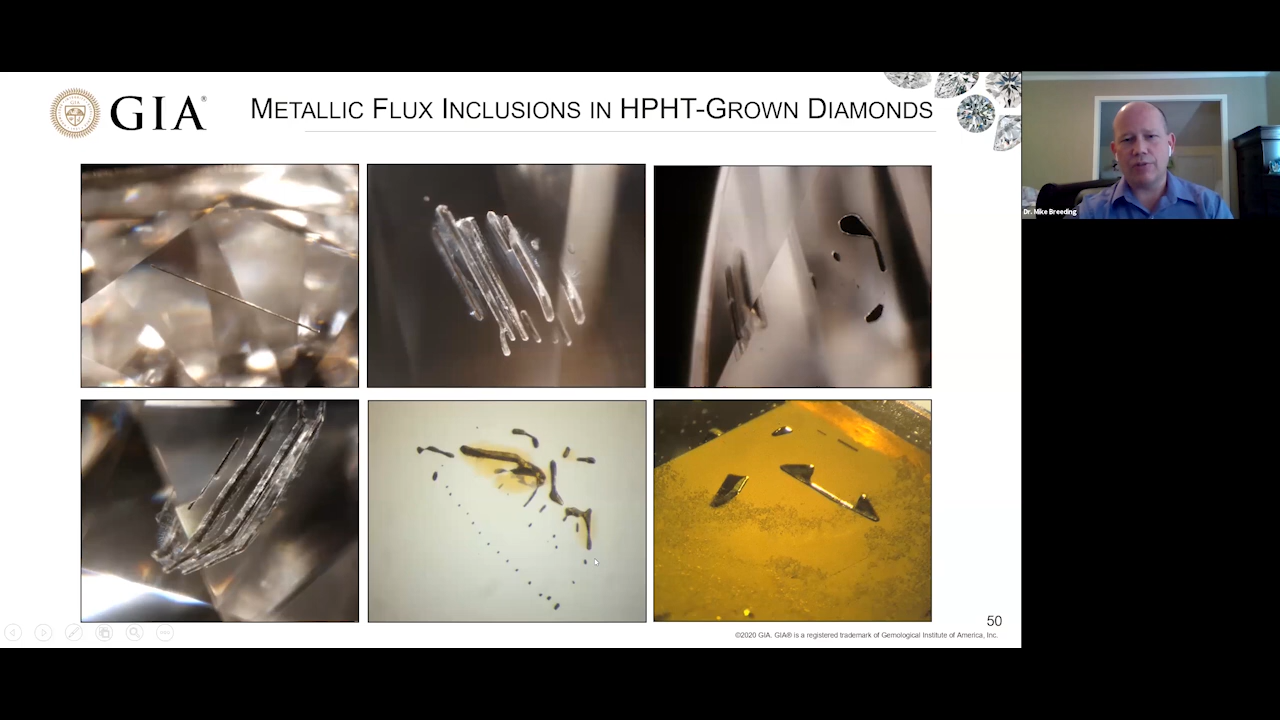 GIA®
METALLIC FLUX INCLUSIONS IN HPHT-GROWN DIAMONDS
Dr. Mike Breeding
50
©2020 GIA. GIA® is a registered trademark of Gemological Institute of America, Inc.